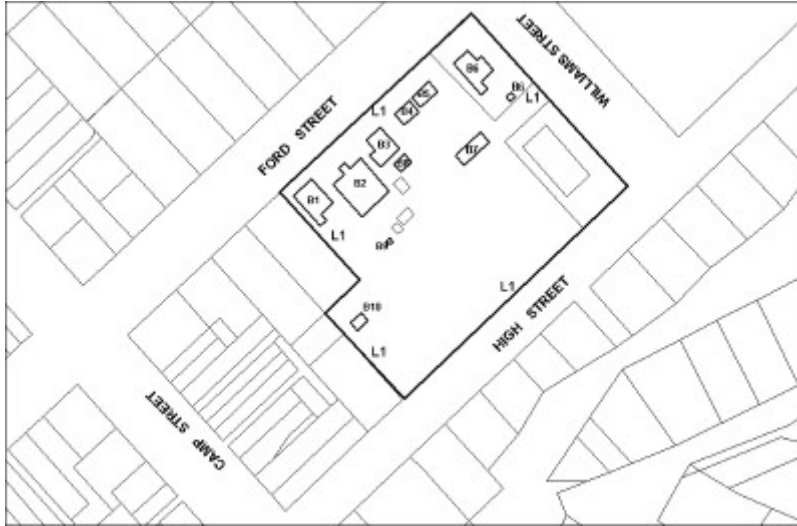 WILLIAMS STREET
FORD STREET
B6
B6
L1
L1
B3
B7
B2
B1
L1
L1
B10
HIGH STREET
L1
CAMP STREET